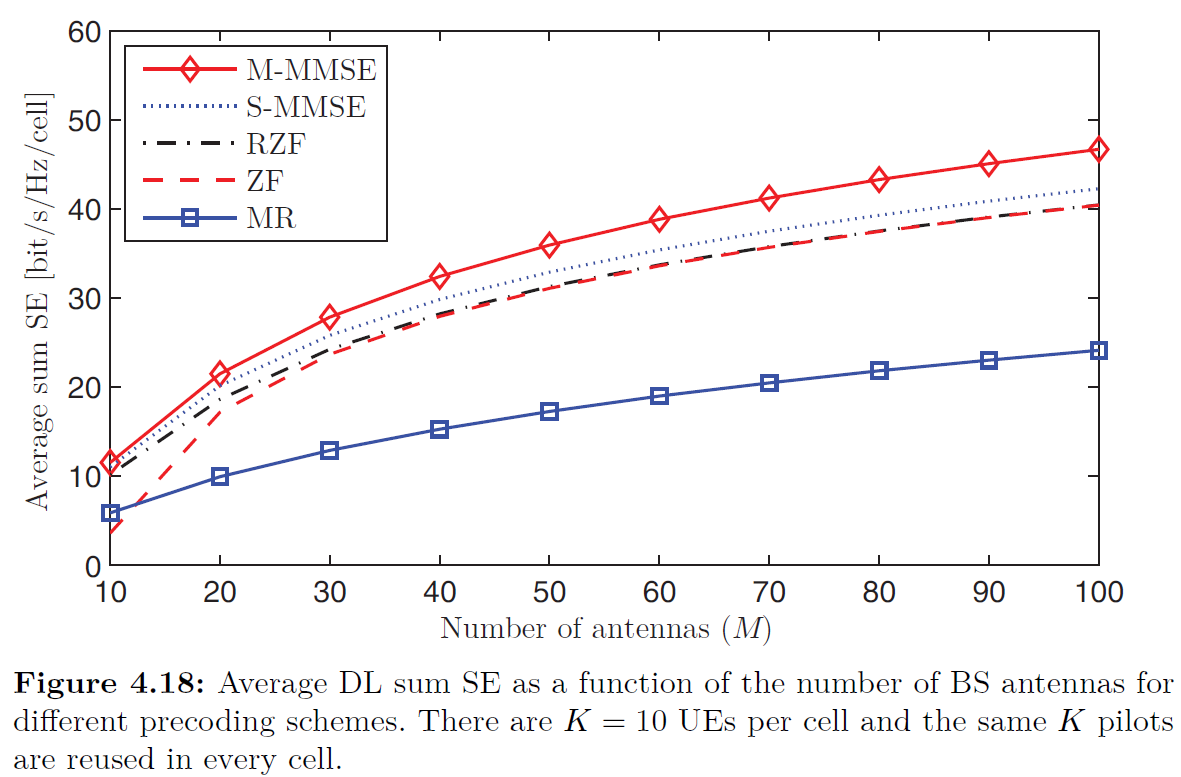 60
50
40
30
20
10
0
Average sum SE [bit/s/Hz/cell]
M-MMSE
S-MMSE
RZF
ZF
MR
10 20 30 40 50 60 70 80 90 100
Number of antennas (M)
Figure 4.18: Average DL sum SE as a function of the number of BS antennas for
different precoding schemes. There are K = 10 UEs per cell and the same K pilots
are reused in every cell.